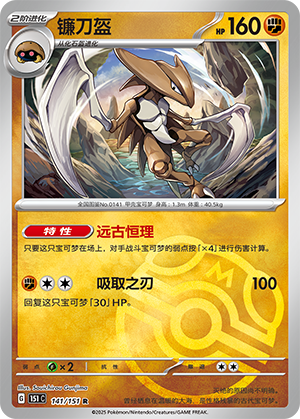 2阶进化
镰刀盔
HP 160
从化石盔进化
全国图鉴No.0141 甲壳宝可梦 身高:1.3m 体重:40.5kg
特性
远古恒力
只要这只宝可梦在场上,对手战斗宝可梦的弱点按「×4」进行伤害计算。
吸取之刃 100
回复这只宝可梦「30」HP。
Illus. Souichirou Gunjima
弱点 ×2 抵抗力 撤退
G 151 C 141/151 R
©2025 Pokémon/Nintendo/Creatures/GAME FREAK.